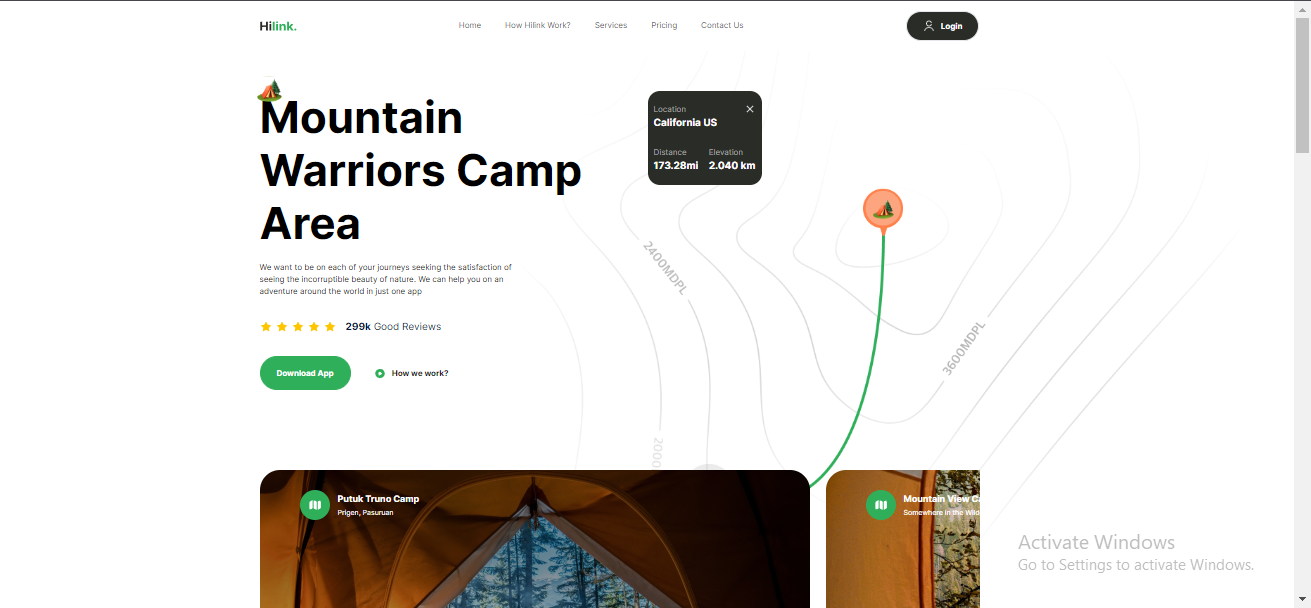 Hilink.
Home
How Hilink Work?
Services
Pricing
Contact Us
Login
Mountain
Warriors Camp
Area
We want to be on each of your journeys seeking the satisfaction of
seeing the incorruptible beauty of nature. We can help you on an
adventure around the world in just one app
299k Good Reviews
Download App
How we work?
Location
California US
Distance
Elevation
173.28mi
2.040 km
2400MDPL
3600MDPL
2000
Putuk Truno Camp
Prigen, Pasuruan
Mountain View
Somewhere in the Wild
Activate Windows
Go to Settings to activate Windows.